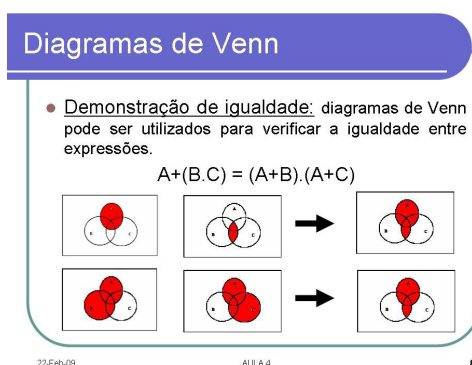 Diagramas de Venn
Demonstração de igualdade: diagramas de Venn
pode ser utilizados para verificar a igualdade entre
expressões.
A+(B.C) = (A+B).(A+C)
A
B C
A
B C
B C
B C
B C
22-Feb-09 AULA 4